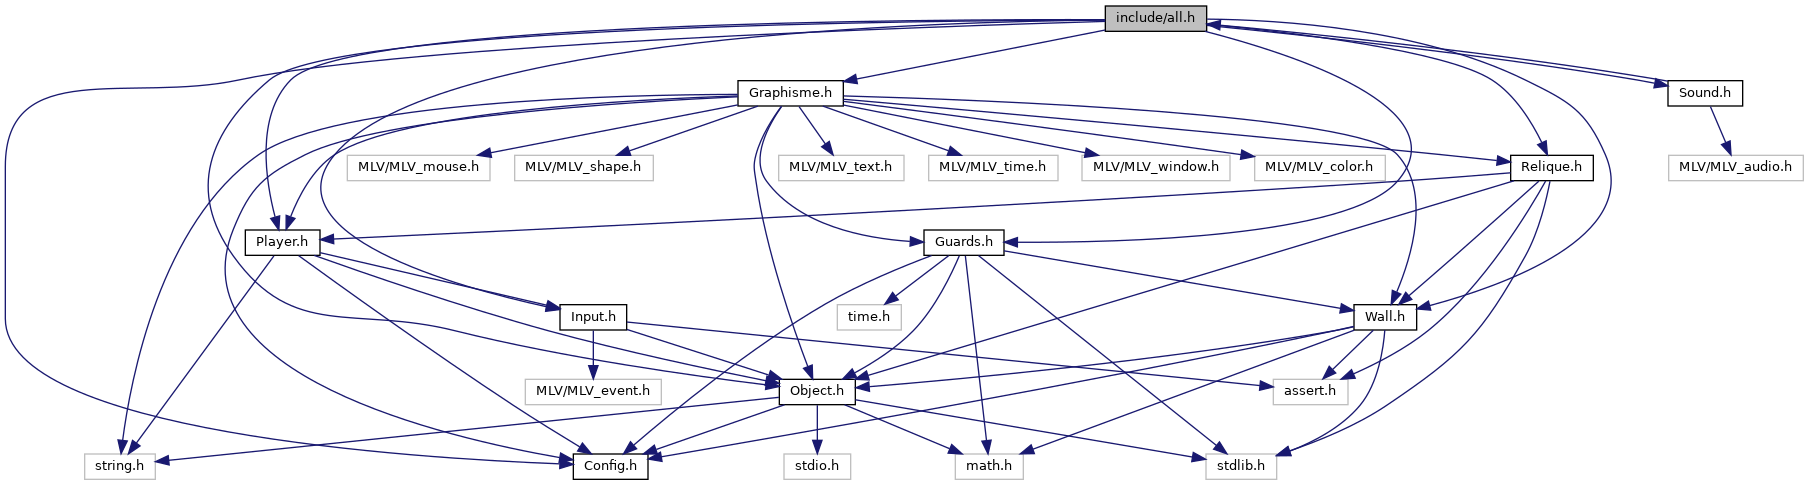 include/all.h
Graphisme.h
Sound.h
MLV/MLV_mouse.h
MLV/MLV_shape.h
MLV/MLV_text.h
MLV/MLV_time.h
MLV/MLV_window.h
MLV/MLV_color.h
Relique.h
MLV/MLV_audio.h
Player.h
Guards.h
Input.h
time.h
Wall.h
MLV/MLV_event.h
Object.h
assert.h
string.h
Config.h
stdio.h
math.h
stdlib.h